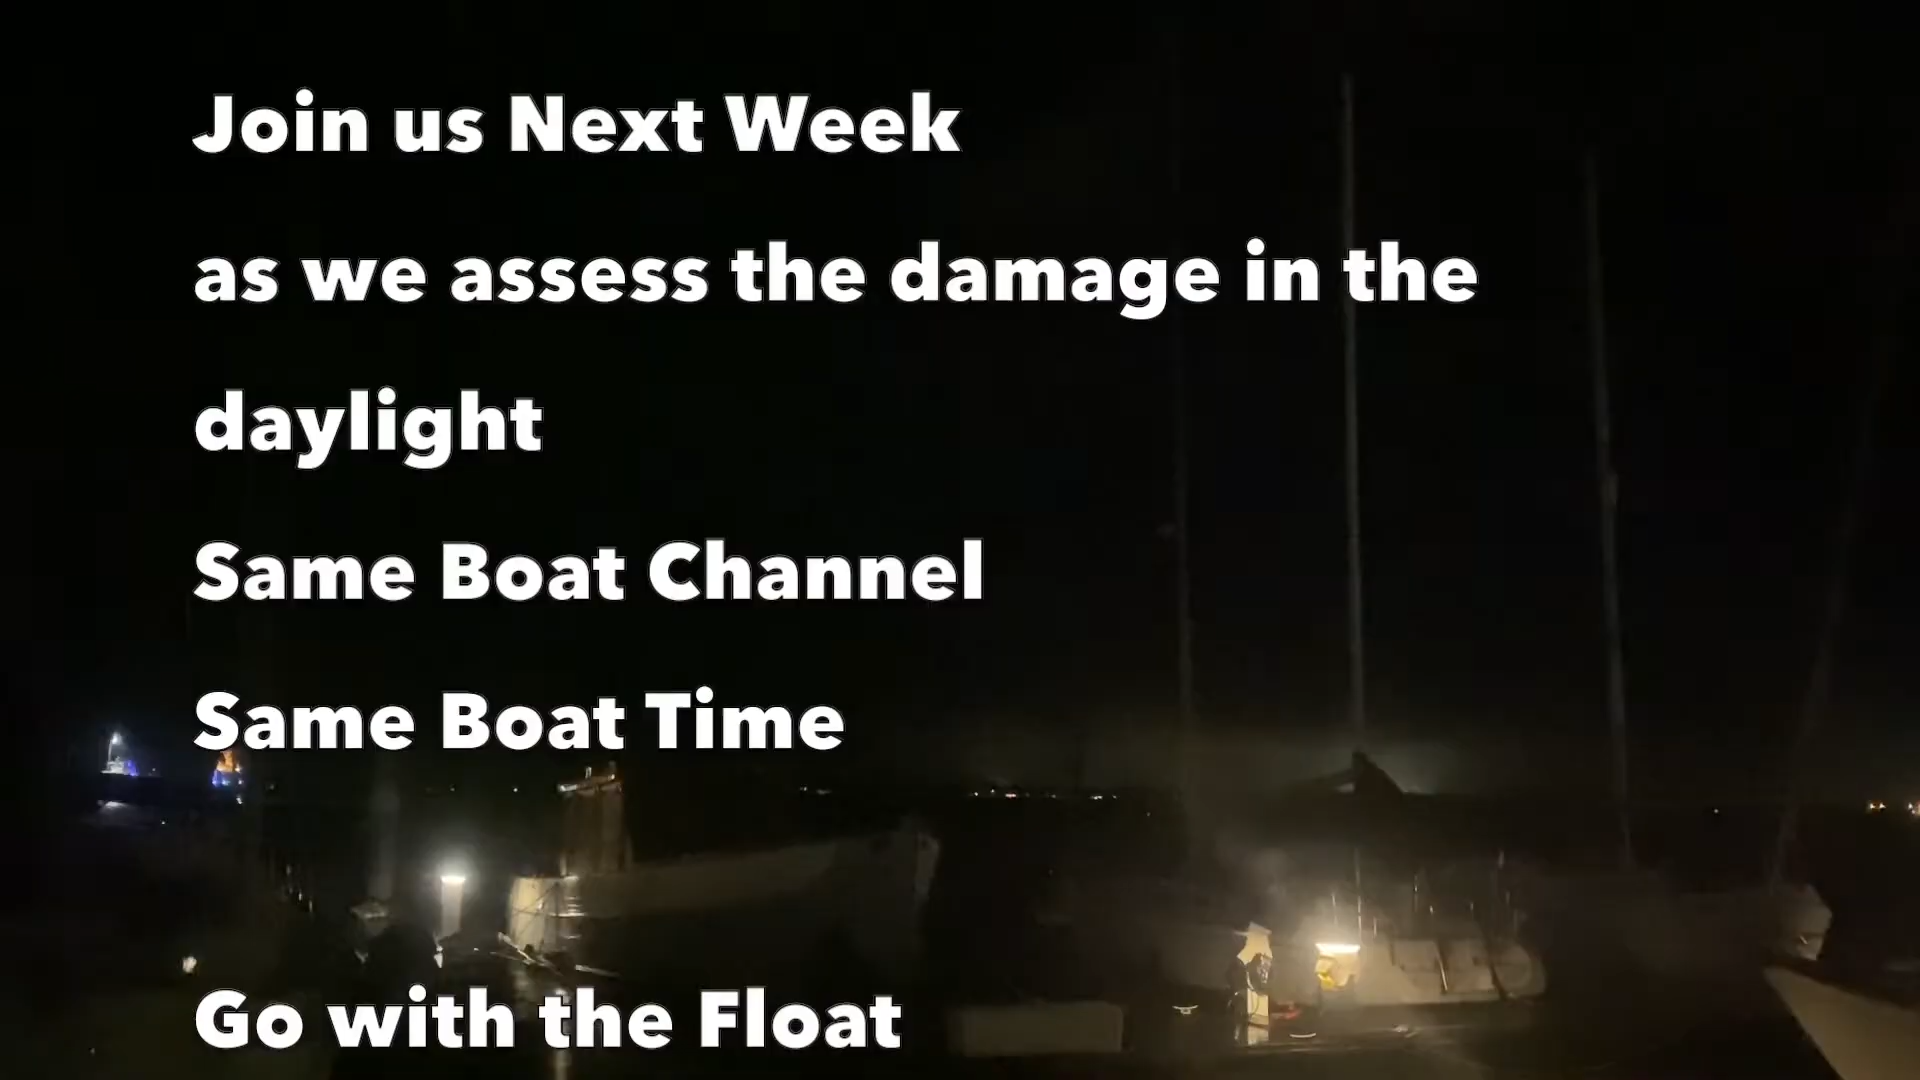 Join us Next Week
as we assess the damage in the
daylight
Same Boat Channel
Same Boat Time
Go with the Float